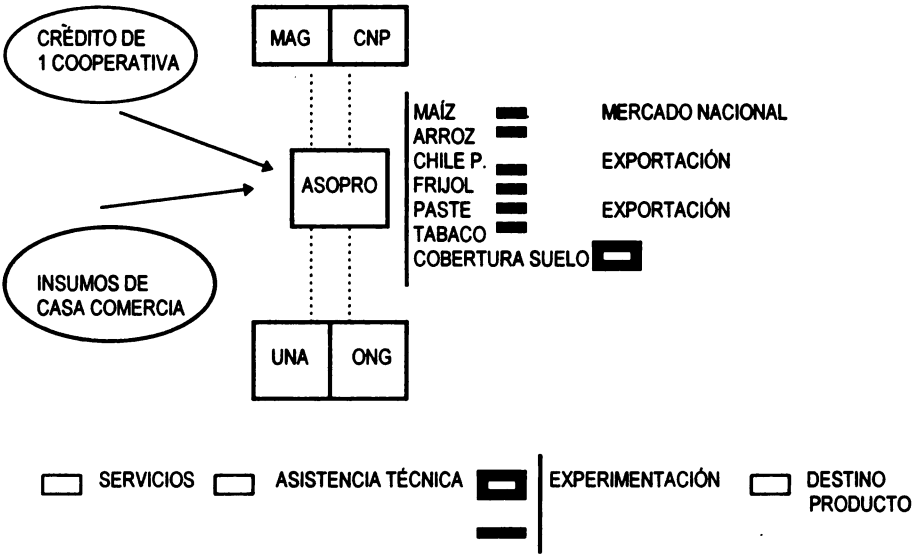 CRÈDITO DE
1 COOPERATIVA
MAG CNP
MAÍZ MERCADO NACIONAL
ARROZ
CHILE P. EXPORTACIÓN
ASOPRO
FRIJOL
PASTE EXPORTACIÓN
TABACO
COBERTURA SUELO
INSUMOS DE
CASA COMERCIA
UNA ONG
SERVICIOS ASISTENCIA TÉCNICA EXPERIMENTACIÓN DESTINO
PRODUCTO